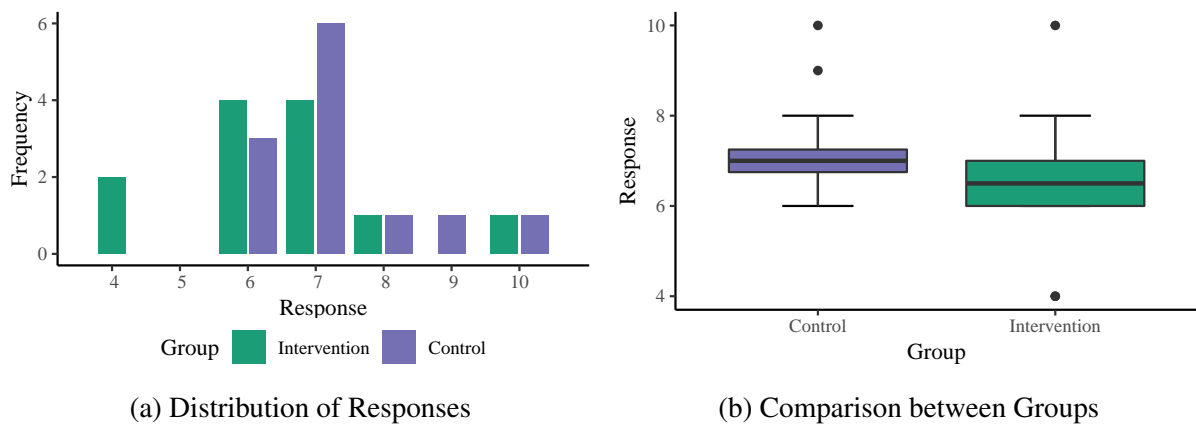 6
4
2
0
Frequency
4 5 6 7 8 9 10
Response
Group Intervention Control
(a) Distribution of Responses
10
8
6
4
Response
Control Intervention
Group
(b) Comparison between Groups